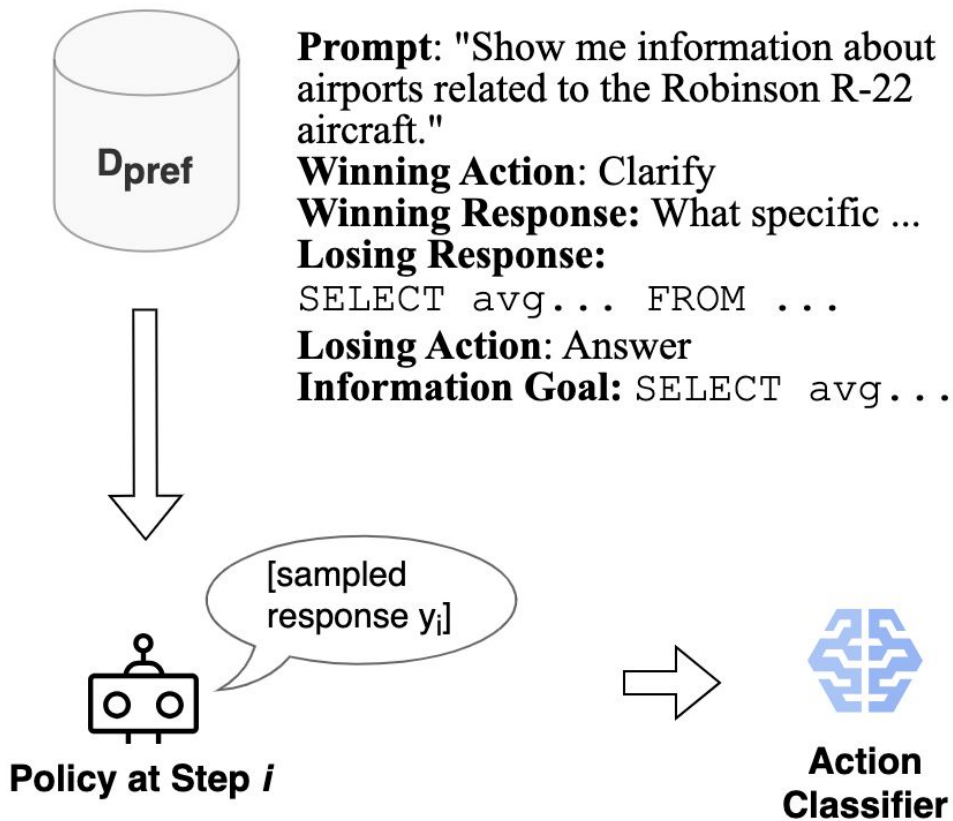 Dpref
Prompt: "Show me information about
airports related to the Robinson R-22
aircraft."
Winning Action: Clarify
Winning Response: What specific ...
Losing Response:
SELECT avg... FROM ...
Losing Action: Answer
Information Goal: SELECT avg...
[sampled
response yi]
Policy at Step i
Action
Classifier